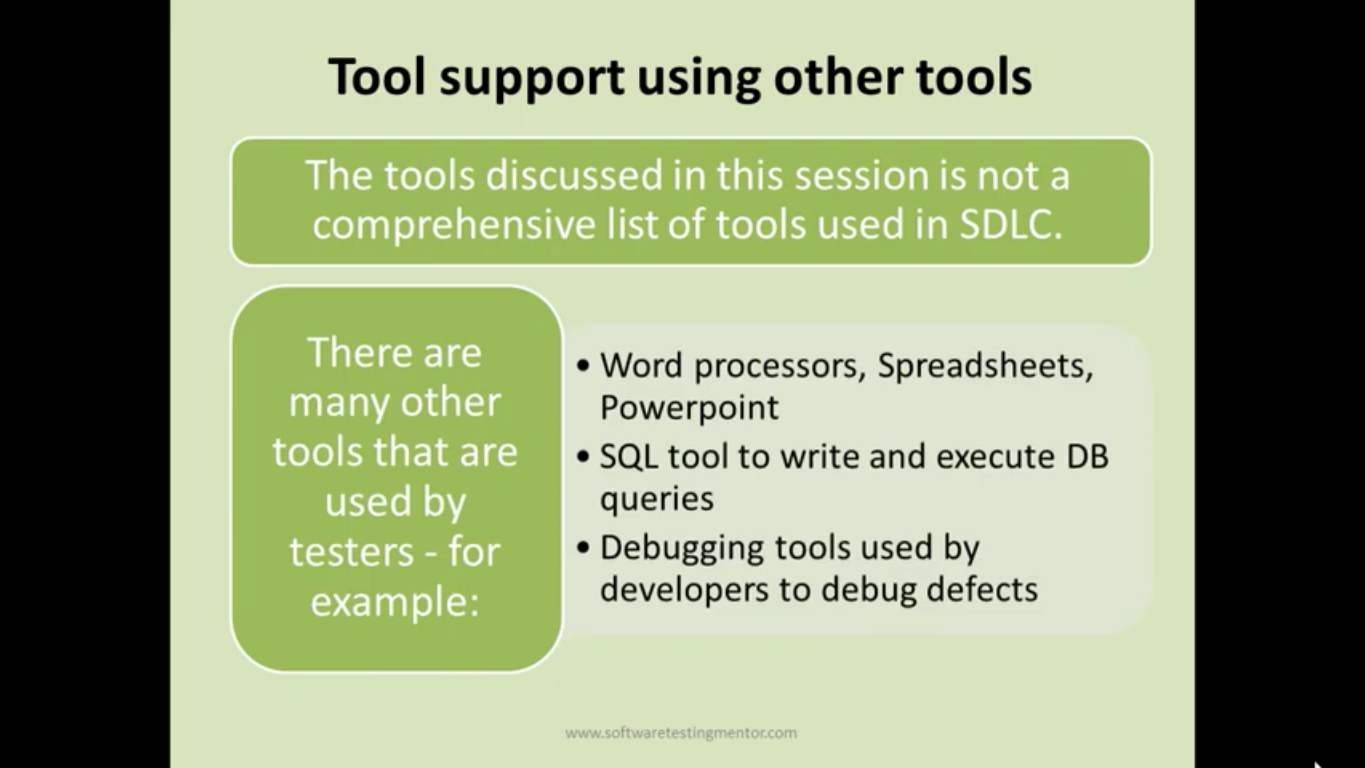 Tool support using other tools
The tools discussed in this session is not a
comprehensive list of tools used in SDLC.
There are
many other
tools that are
used by
testers - for
example:
• Word processors, Spreadsheets,
Powerpoint
• SQL tool to write and execute DB
queries
• Debugging tools used by
developers to debug defects
www.softwaretestingmentor.com